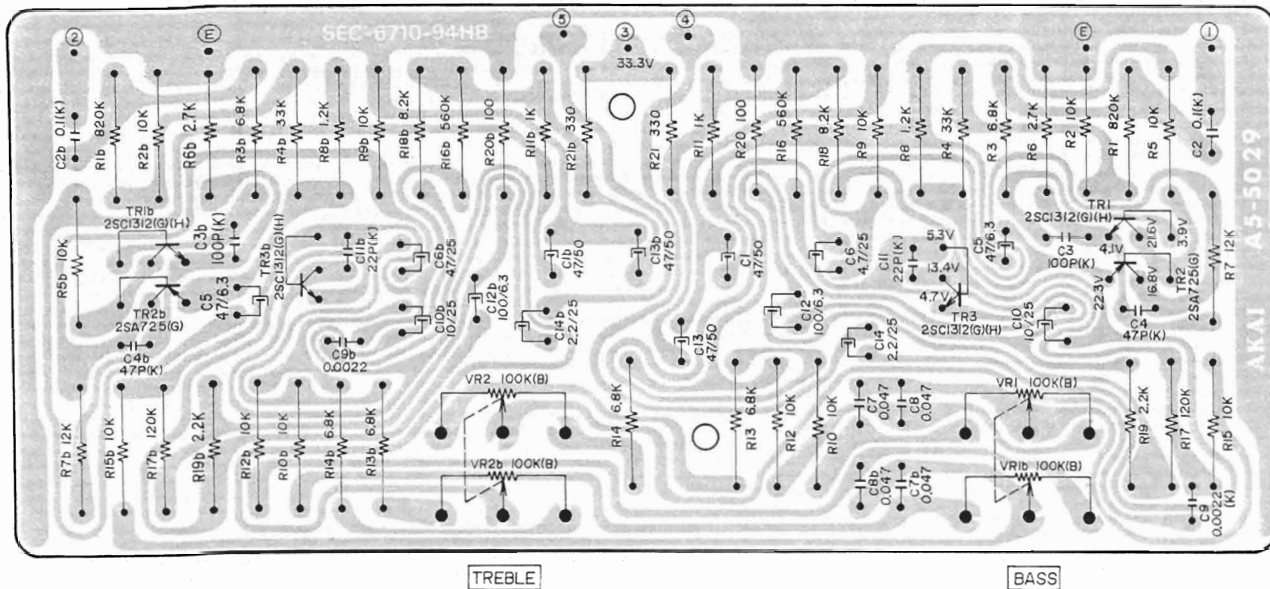 SEC-6710-94HB
2
E
5
3
4
E
1
33.3V
C2b 0.1(K)
R1b 820K
R2b 10K
R6b 2.7K
R3b 6.8K
R4b 33K
R8b 1.2K
R9b 10K
R18b 8.2K
R16b 560K
R20b 100
R11b 1K
R21b 330
R21 330
R11 1K
R20 100
R16 560K
R18 8.2K
R9 10K
R8 1.2K
R4 33K
R3 6.8K
R6 2.7K
R2 10K
R1 820K
R5 10K
C2 0.1(K)
AKI A5-5029
R5b 10K
TR1b
2SC1312(G)(H)
TR2b
2SA725(G)
C3b
100P(K)
C5
47/6.3
TR3b
2SC1312(G)(H)
C11b
22P(K)
C6b
47/25
C10b
10/25
C12b
100/6.3
C14b
2.2/25
C1b
47/50
C13b
47/50
C1
47/50
C13
47/50
C6
4.7/25
C12
100/6.3
C14
2.2/25
C11
22P(K)
5.3V
13.4V
4.7V
TR3
2SC1312(G)(H)
C5
47/6.3
C3
100P(K)
C10
10/25
TR1
2SC1312(G)(H)
21.6V
3.9V
4.1V
22.3V
16.8V
TR2
2SA725(G)
C4
47P(K)
R7 12K
C4b
47P(K)
C9b
0.0022
R7b 12K
R15b 10K
R17b 120K
R19b 2.2K
R12b 10K
R10b 10K
R14b 6.8K
R13b 6.8K
VR2 100K(B)
VR2b 100K(B)
R14 6.8K
R13 6.8K
R12 10K
R10 10K
C7
0.047
C8
0.047
C8b
0.047
C7b
0.047
VR1 100K(B)
VR1b 100K(B)
R19 2.2K
R17 120K
R15 10K
C9
0.0022
(K)
TREBLE
BASS